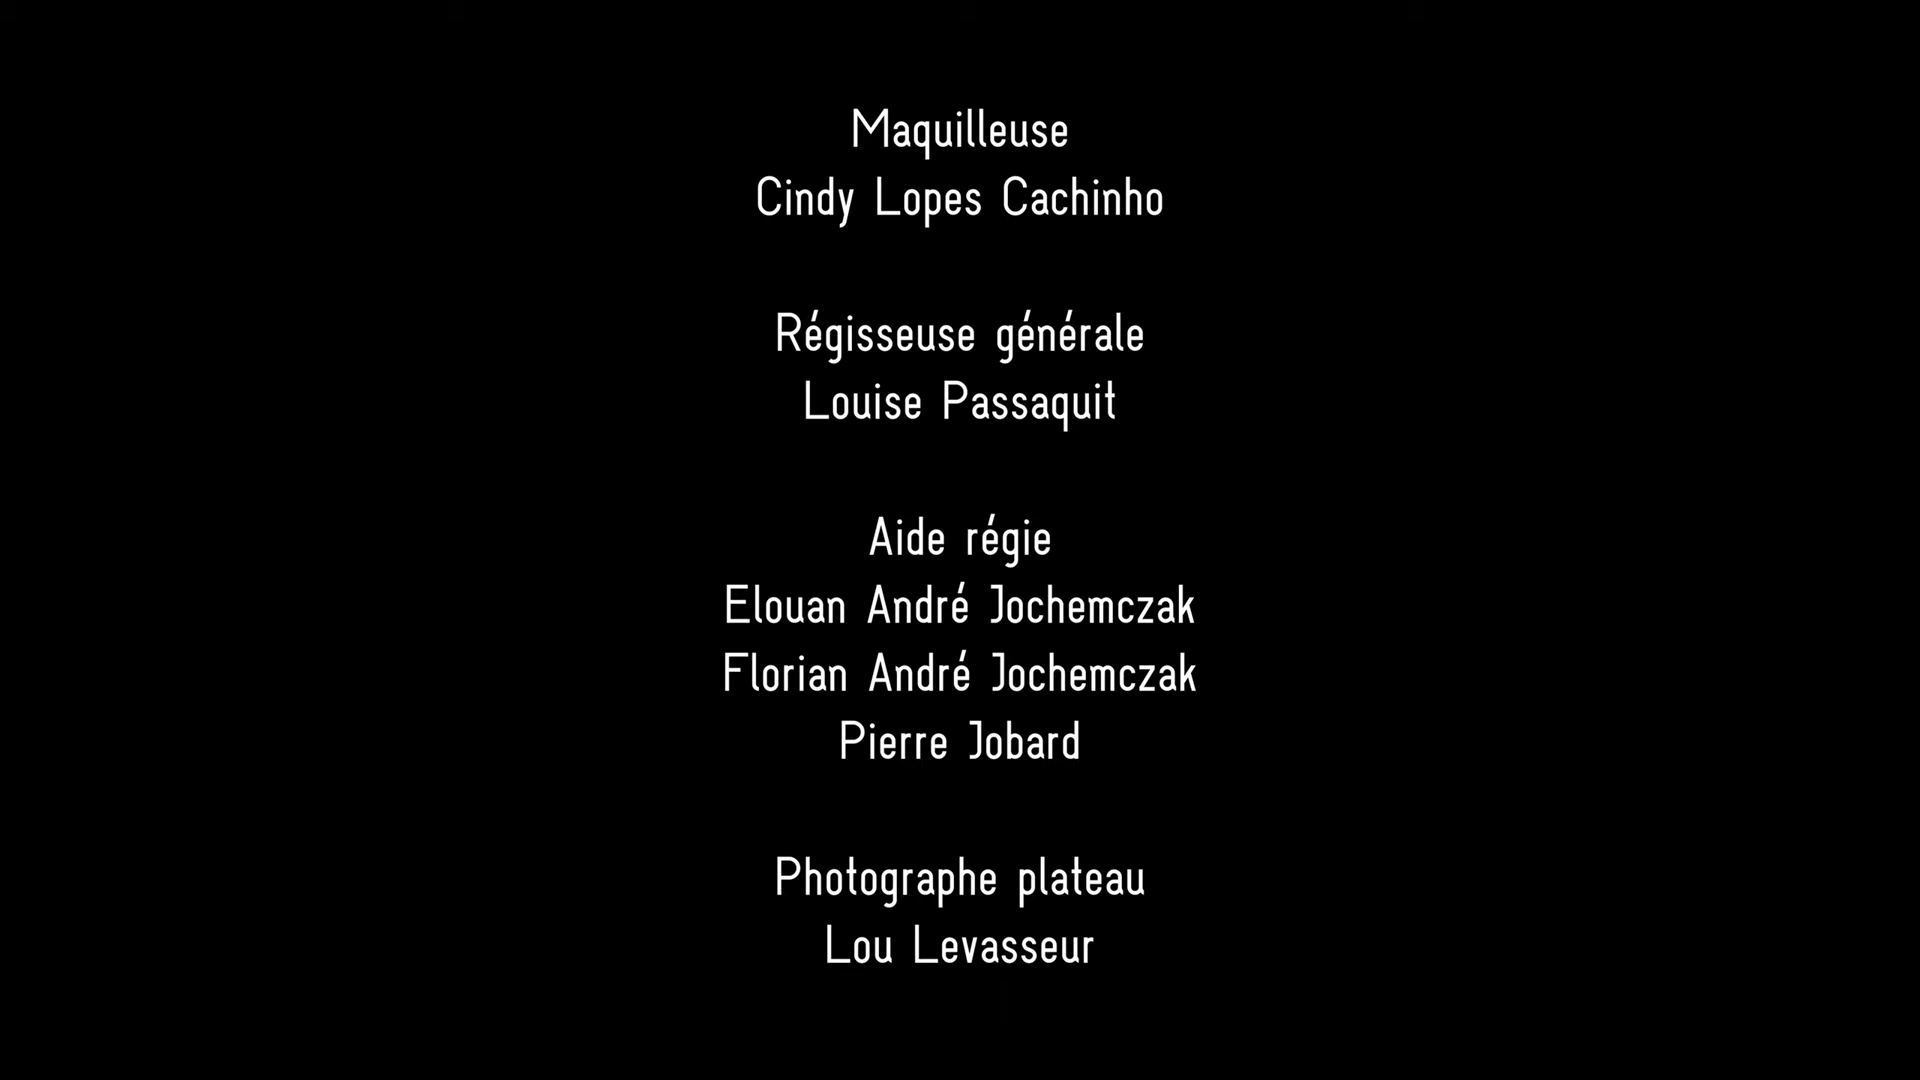 Maquilleuse
Cindy Lopes Cachinho
Régisseuse générale
Louise Passaquit
Aide régie
Elouan André Jochemczak
Florian André Jochemczak
Pierre Jobard
Photographe plateau
Lou Levasseur